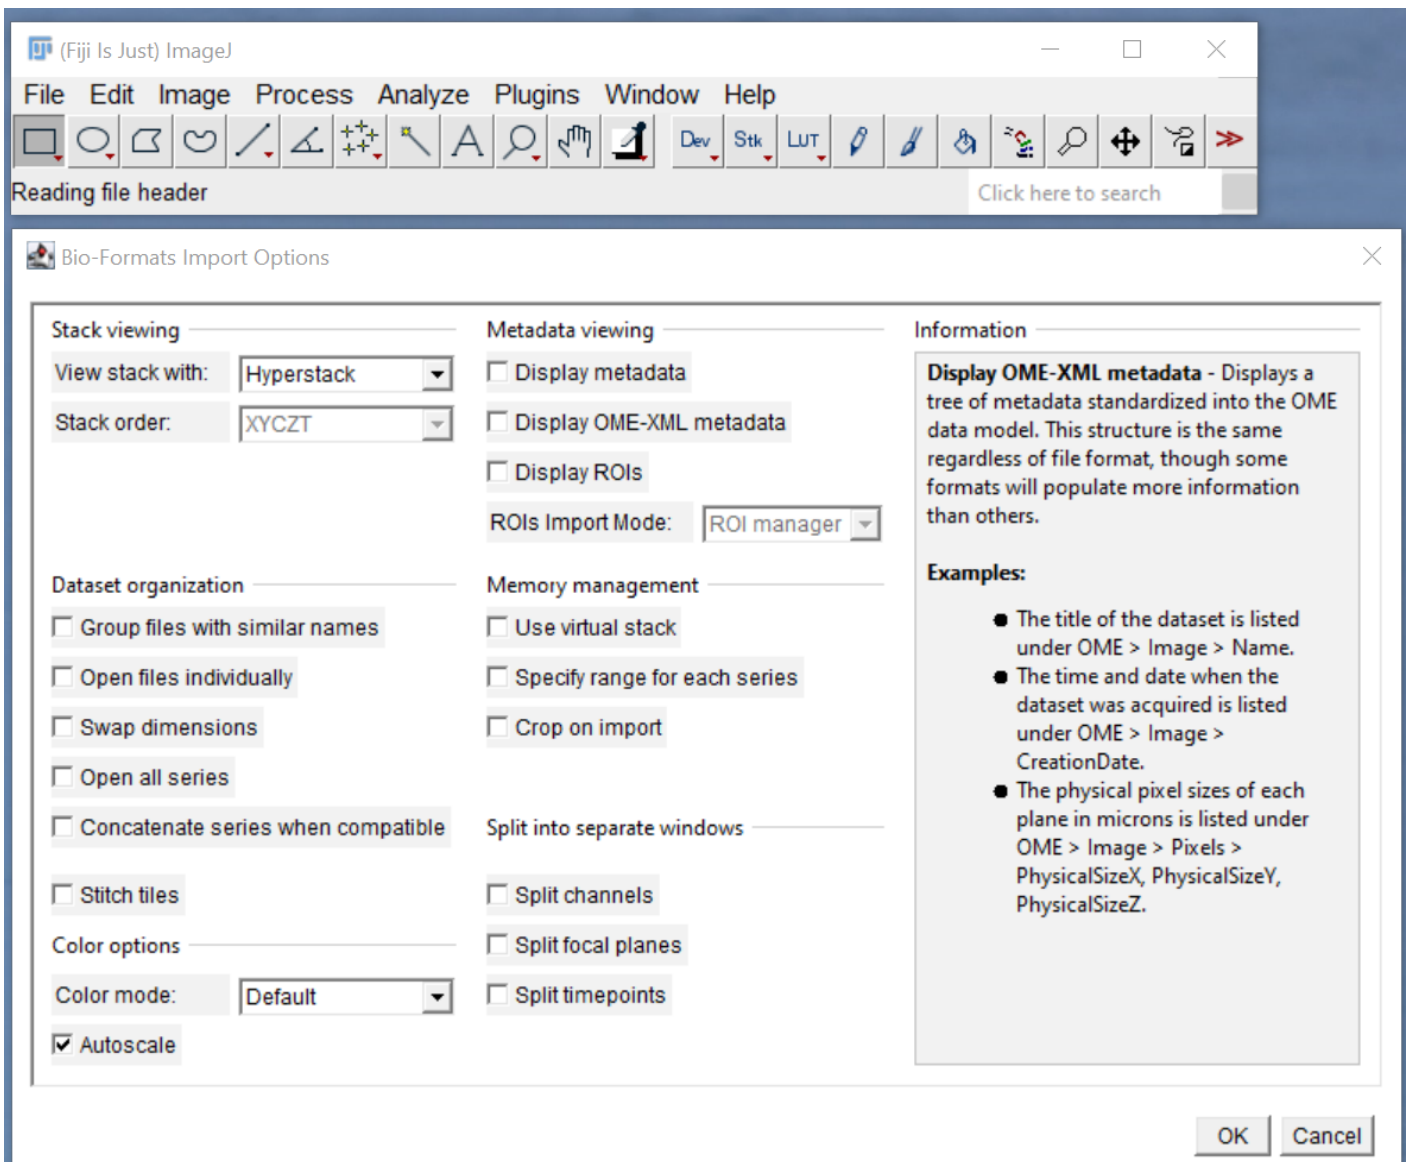 (Fiji Is Just) ImageJ
File Edit Image Process Analyze Plugins Window Help
Dev Stk LUT
Reading file header
Click here to search
Bio-Formats Import Options
Stack viewing
View stack with: Hyperstack
Stack order: XYCZT
Metadata viewing
Display metadata
Display OME-XML metadata
Display ROIs
ROIs Import Mode: ROI manager
Dataset organization
Group files with similar names
Open files individually
Swap dimensions
Open all series
Concatenate series when compatible
Stitch tiles
Color options
Color mode: Default
Autoscale
Memory management
Use virtual stack
Specify range for each series
Crop on import
Split into separate windows
Split channels
Split focal planes
Split timepoints
Information
Display OME-XML metadata - Displays a
tree of metadata standardized into the OME
data model. This structure is the same
regardless of file format, though some
formats will populate more information
than others.
Examples:
The title of the dataset is listed
under OME > Image > Name.
The time and date when the
dataset was acquired is listed
under OME > Image >
CreationDate.
The physical pixel sizes of each
plane in microns is listed under
OME > Image > Pixels >
PhysicalSizeX, PhysicalSizeY,
PhysicalSizeZ.
OK Cancel